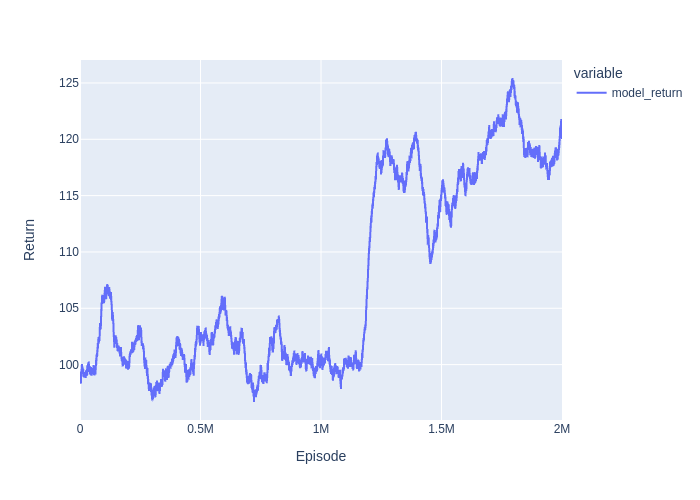 variable
model_return
125
120
115
110
105
100
Return
0
0.5M
1M
1.5M
2M
Episode